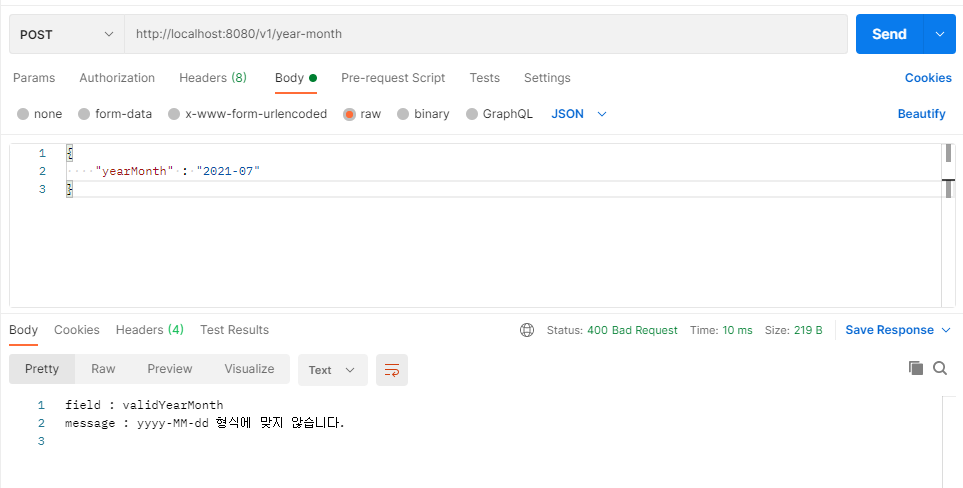 POST http://localhost:8080/v1/year-month Send
Params Authorization Headers (8) Body Pre-request Script Tests Settings Cookies
none form-data x-www-form-urlencoded raw binary GraphQL JSON Beautify
1 {
2 "yearMonth" : "2021-07"
3 }
Body Cookies Headers (4) Test Results Status: 400 Bad Request Time: 10 ms Size: 219 B Save Response
Pretty Raw Preview Visualize Text
1 field : validYearMonth
2 message : yyyy-MM-dd 형식에 맞지 않습니다.
3